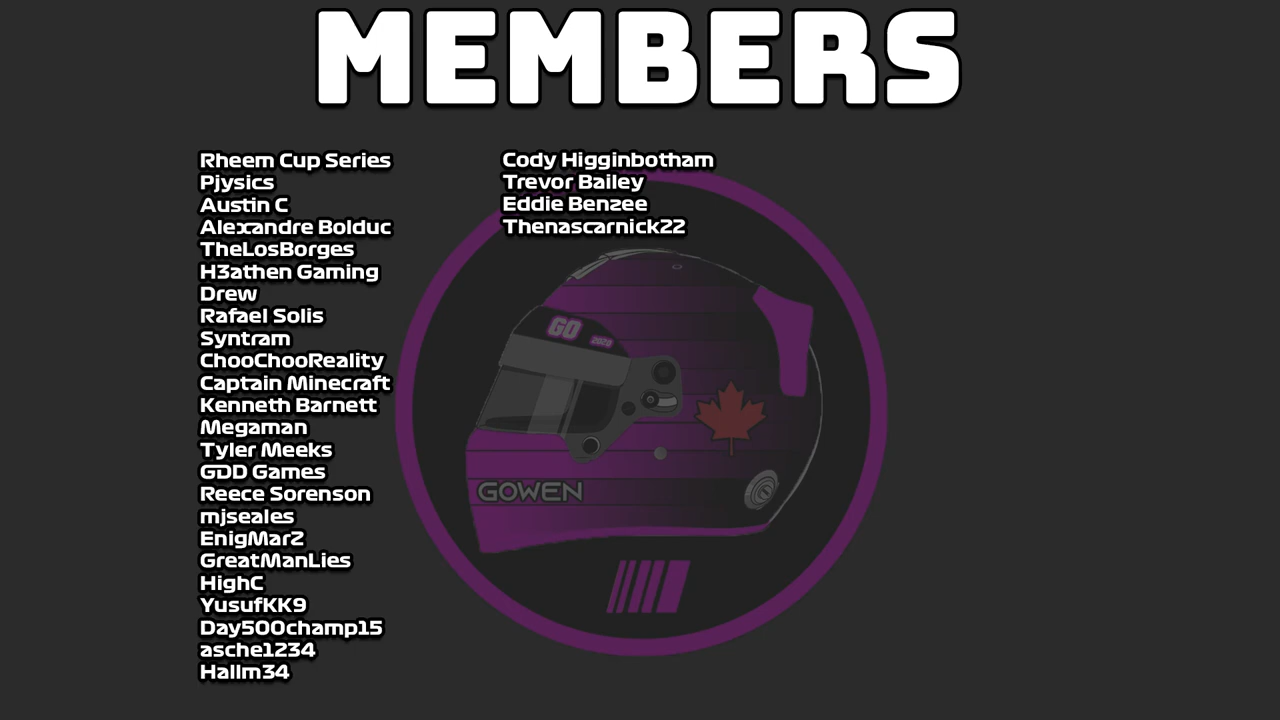 MEMBERS
Rheem Cup Series
Pjysics
Austin C
Alexandre Bolduc
TheLosBorges
H3athen Gaming
Drew
Rafael Solis
Syntram
ChooChooReality
Captain Minecraft
Kenneth Barnett
Megaman
Tyler Meeks
GDD Games
Reece Sorenson
mjseales
EnigMar2
GreatManLies
HighC
YusufKK9
Day500champ15
asche1234
Hallm34
Cody Higginbotham
Trevor Bailey
Eddie Benzee
Thenascarnick22
GO
2020
GOWEN